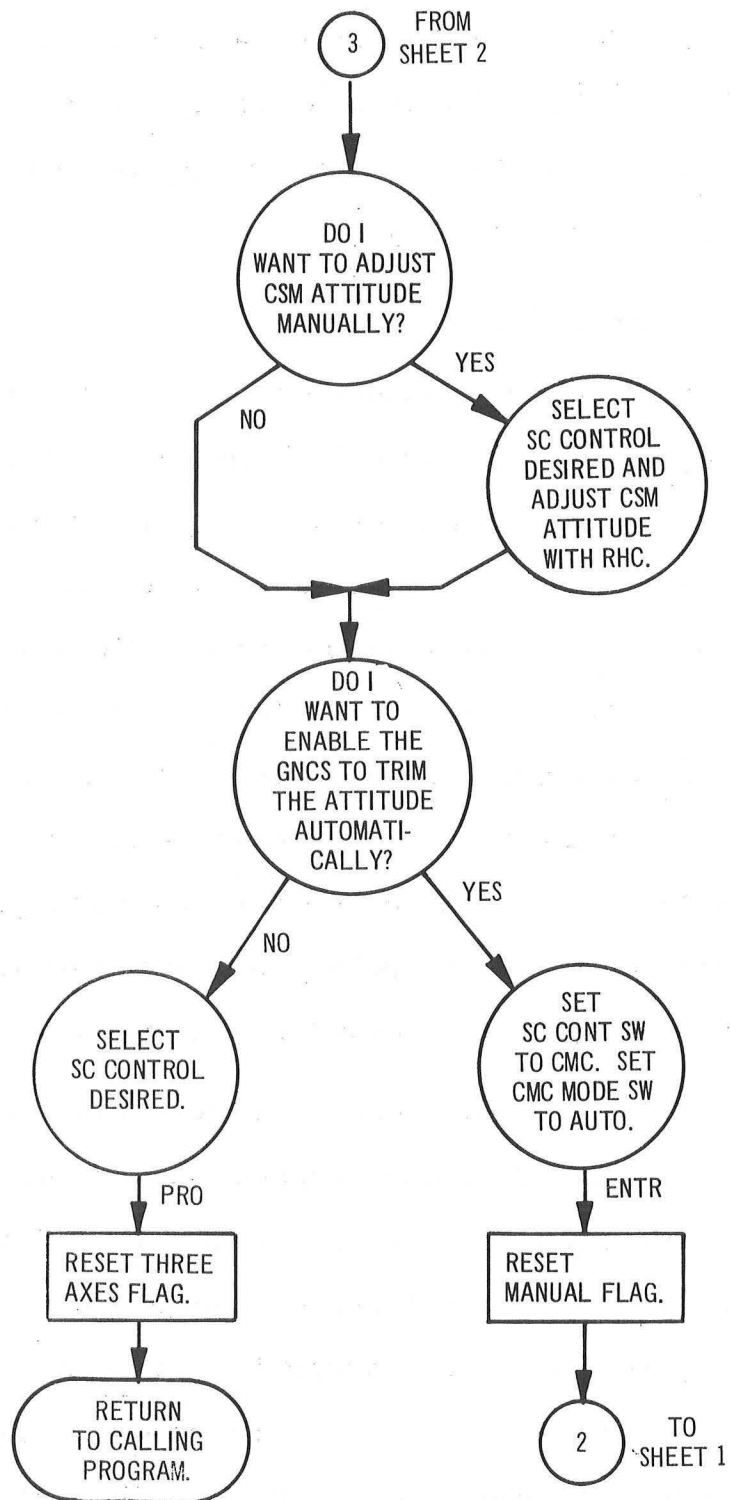 3
FROM
SHEET 2
DO I
WANT TO ADJUST
CSM ATTITUDE
MANUALLY?
YES
NO
SELECT
SC CONTROL
DESIRED AND
ADJUST CSM
ATTITUDE
WITH RHC.
DO I
WANT TO
ENABLE THE
GNCS TO TRIM
THE ATTITUDE
AUTOMATI-
CALLY?
NO
YES
SELECT
SC CONTROL
DESIRED.
SET
SC CONT SW
TO CMC. SET
CMC MODE SW
TO AUTO.
PRO
ENTR
RESET THREE
AXES FLAG.
RESET
MANUAL FLAG.
RETURN
TO CALLING
PROGRAM.
2
TO
SHEET 1